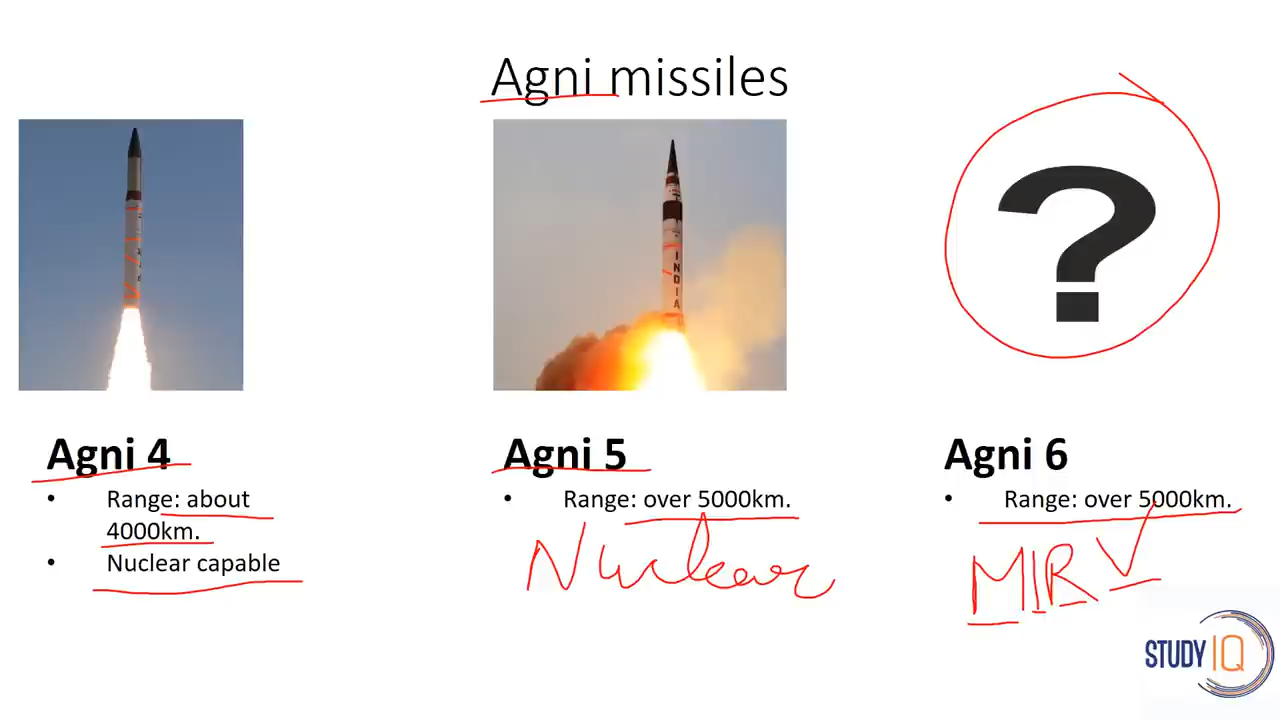 Agni missiles
INDIA
Agni 4
• Range: about
4000km.
• Nuclear capable
Agni 5
• Range: over 5000km.
Nuclear
Agni 6
• Range: over 5000km.
MIRV
?
STUDY IQ